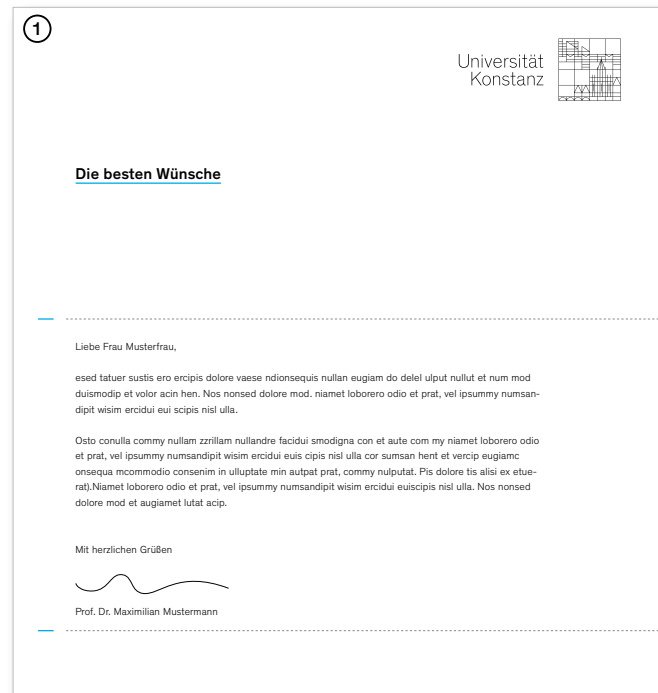 1
Universität
Konstanz
Die besten Wünsche
Liebe Frau Musterfrau,
esed tatuer sustis ero ercipis dolore vaese ndionsequis nullan eugiam do delel ulput nullut et num mod
duismodip et volor acin hen. Nos nonsed dolore mod. niamet loborero odio et prat, vel ipsummy numsan-
dipit wisim ercidui eui scipis nisl ulla.
Osto conulla commy nullam zzrillam nullandre facidui smodigna con et aute com my niamet loborero odio
et prat, vel ipsummy numsandipit wisim ercidui euis cipis nisl ulla cor sumsan hent et vercip eugiamc
onsequa mcommodio consenim in ulluptate min autpat prat, commy nulputat. Pis dolore tis alisi ex etue-
rat).Niamet loborero odio et prat, vel ipsummy numsandipit wisim ercidui euiscipis nisl ulla. Nos nonsed
dolore mod et augiamet lutat acip.
Mit herzlichen Grüßen
Prof. Dr. Maximilian Mustermann